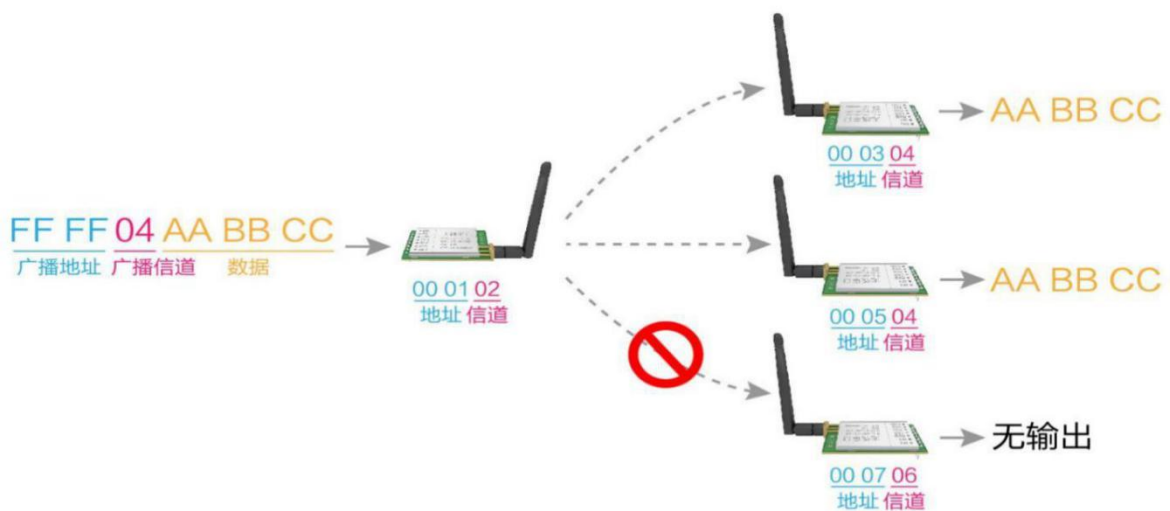 FF FF 04 AA BB CC
广播地址 广播信道 数据
00 01 02
地址 信道
AA BB CC
00 03 04
地址 信道
AA BB CC
00 05 04
地址 信道
无输出
00 07 06
地址 信道